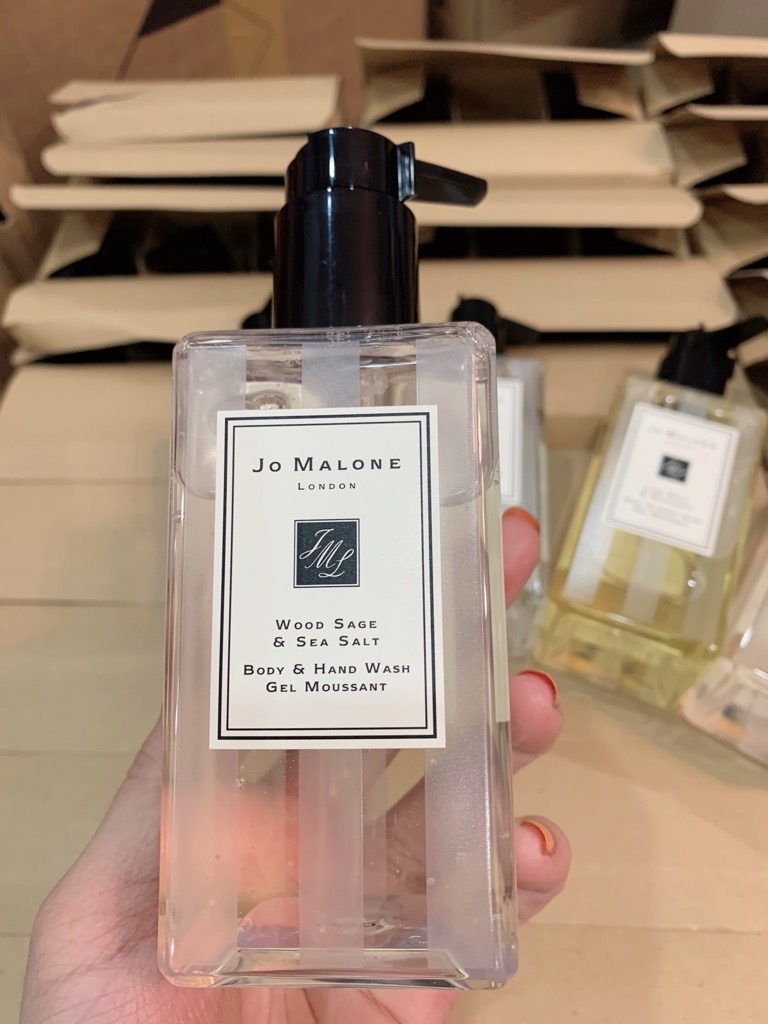 Jo Malone
London
JML
Wood Sage
& Sea Salt
Body & Hand Wash
Gel Moussant
Jo Malone